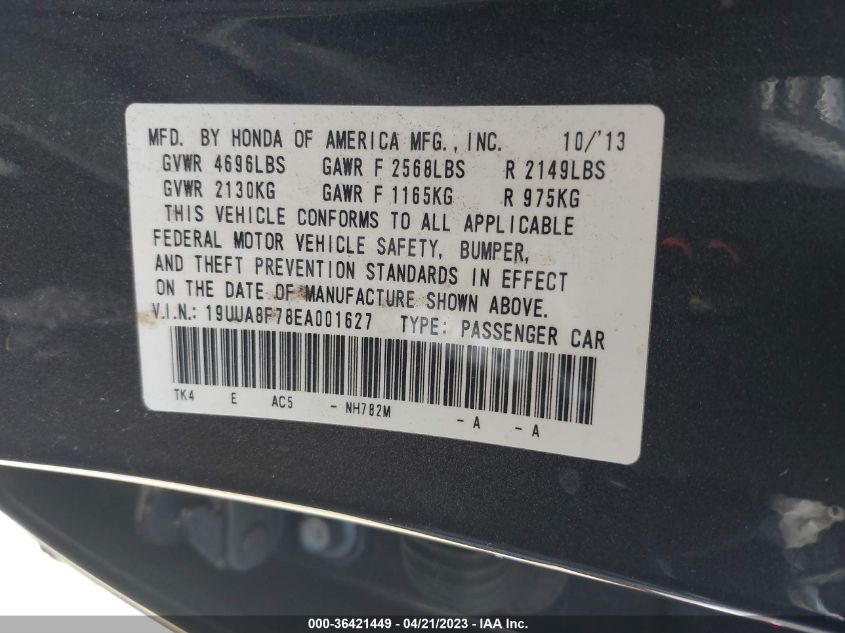 MFD. BY HONDA OF AMERICA MFG., INC. 10/'13
GVWR 4696LBS GAWR F 2568LBS R 2149LBS
GVWR 2130KG GAWR F 1165KG R 975KG
THIS VEHICLE CONFORMS TO ALL APPLICABLE
FEDERAL MOTOR VEHICLE SAFETY, BUMPER,
AND THEFT PREVENTION STANDARDS IN EFFECT
ON THE DATE OF MANUFACTURE SHOWN ABOVE.
V.I.N.: 19UUA8F78EA001627 TYPE: PASSENGER CAR
TK4 E AC5 - NH782M - A - A
000-36421449 - 04/21/2023 - IAA Inc.